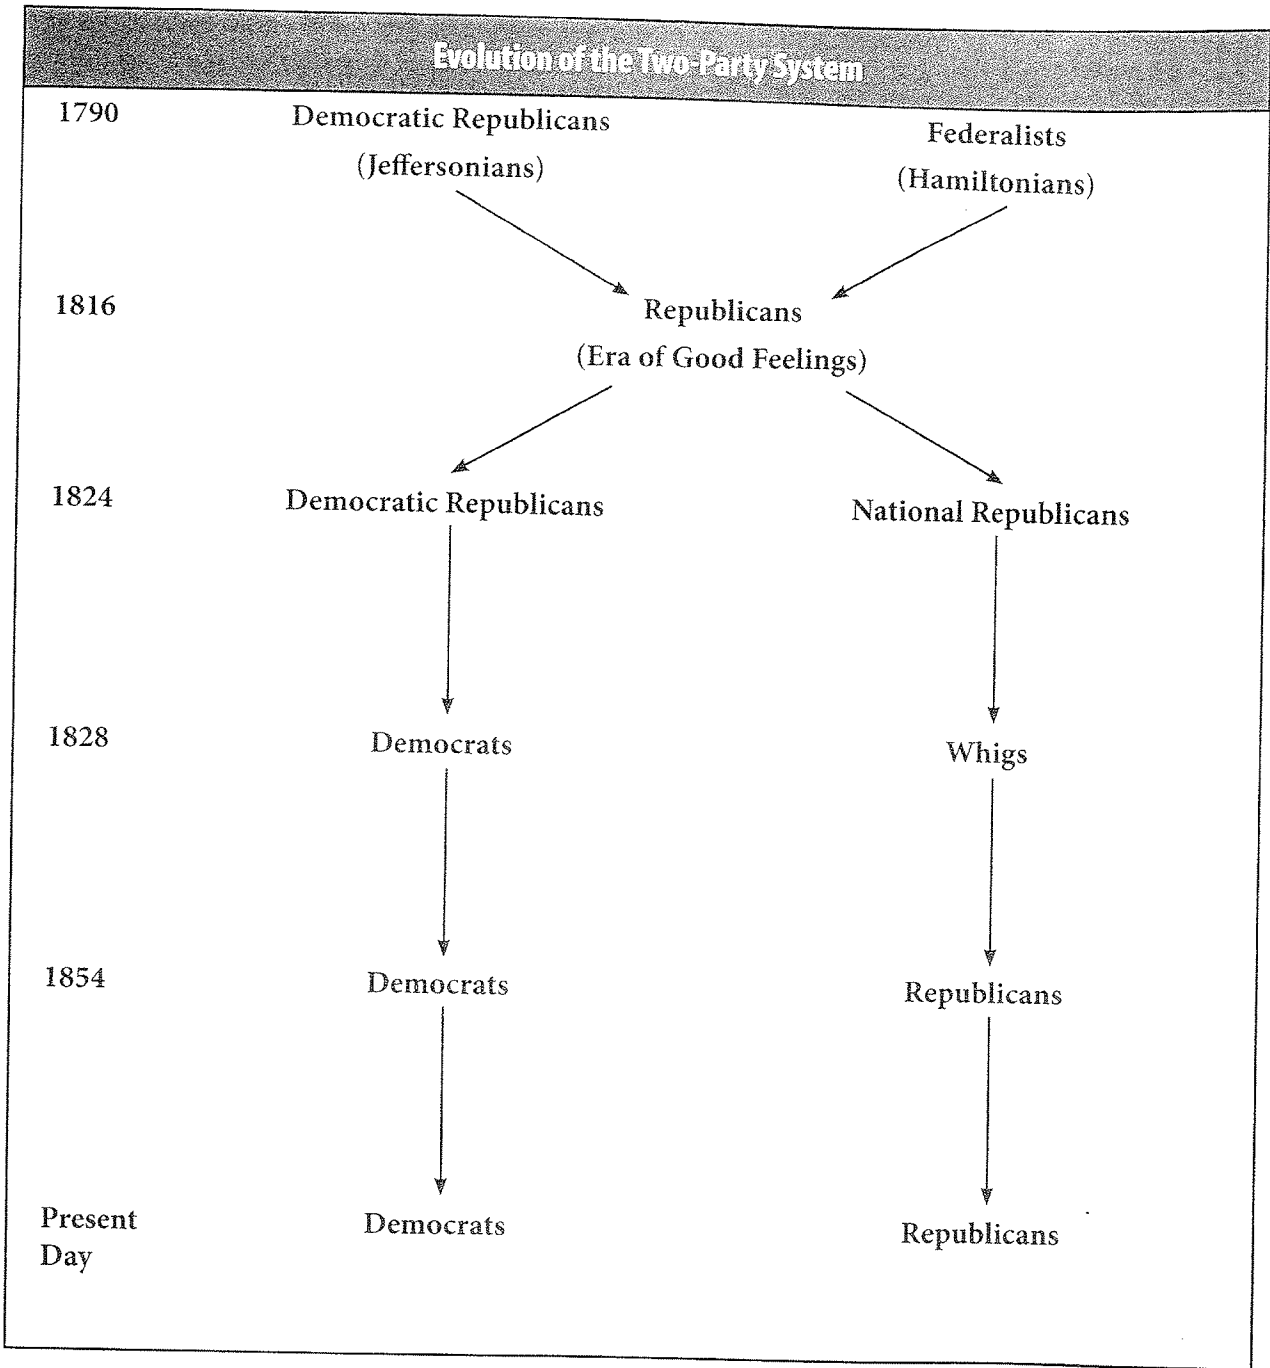 Evolution of the Two-Party System
1790
Democratic Republicans
Federalists
(Jeffersonians)
(Hamiltonians)
1816
Republicans
(Era of Good Feelings)
1824
Democratic Republicans
National Republicans
1828
Democrats
Whigs
1854
Democrats
Republicans
Present
Day
Democrats
Republicans